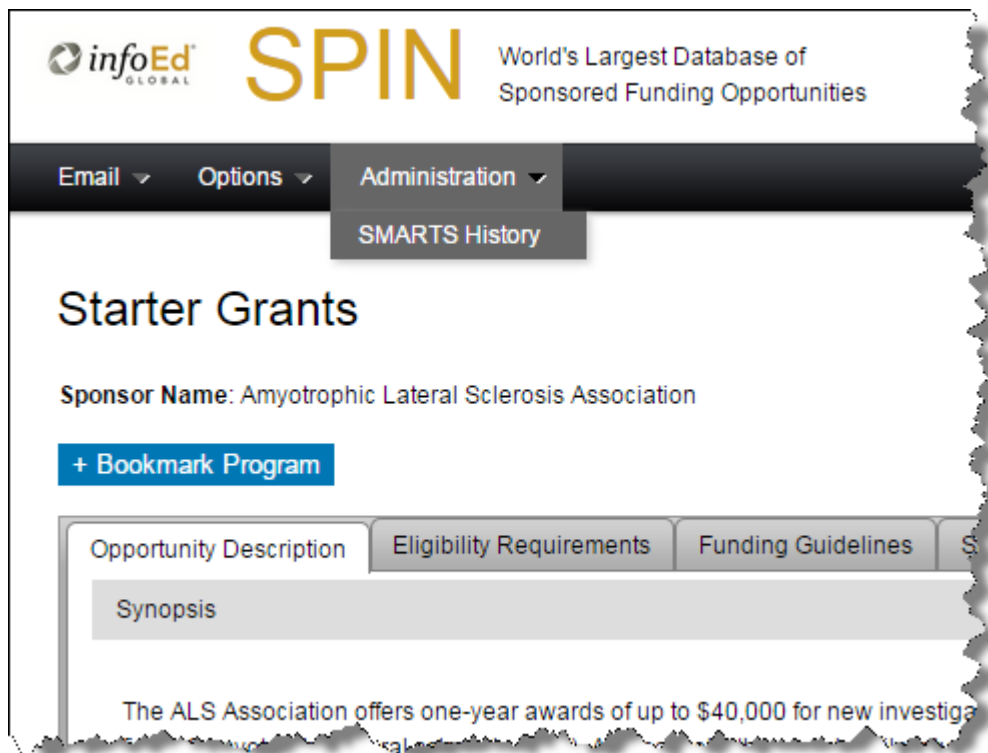 infoEd
GLOBAL
SPIN
World's Largest Database of
Sponsored Funding Opportunities
Email Options Administration
SMARTS History
Starter Grants
Sponsor Name: Amyotrophic Lateral Sclerosis Association
+ Bookmark Program
Opportunity Description Eligibility Requirements Funding Guidelines
Synopsis
The ALS Association offers one-year awards of up to $40,000 for new